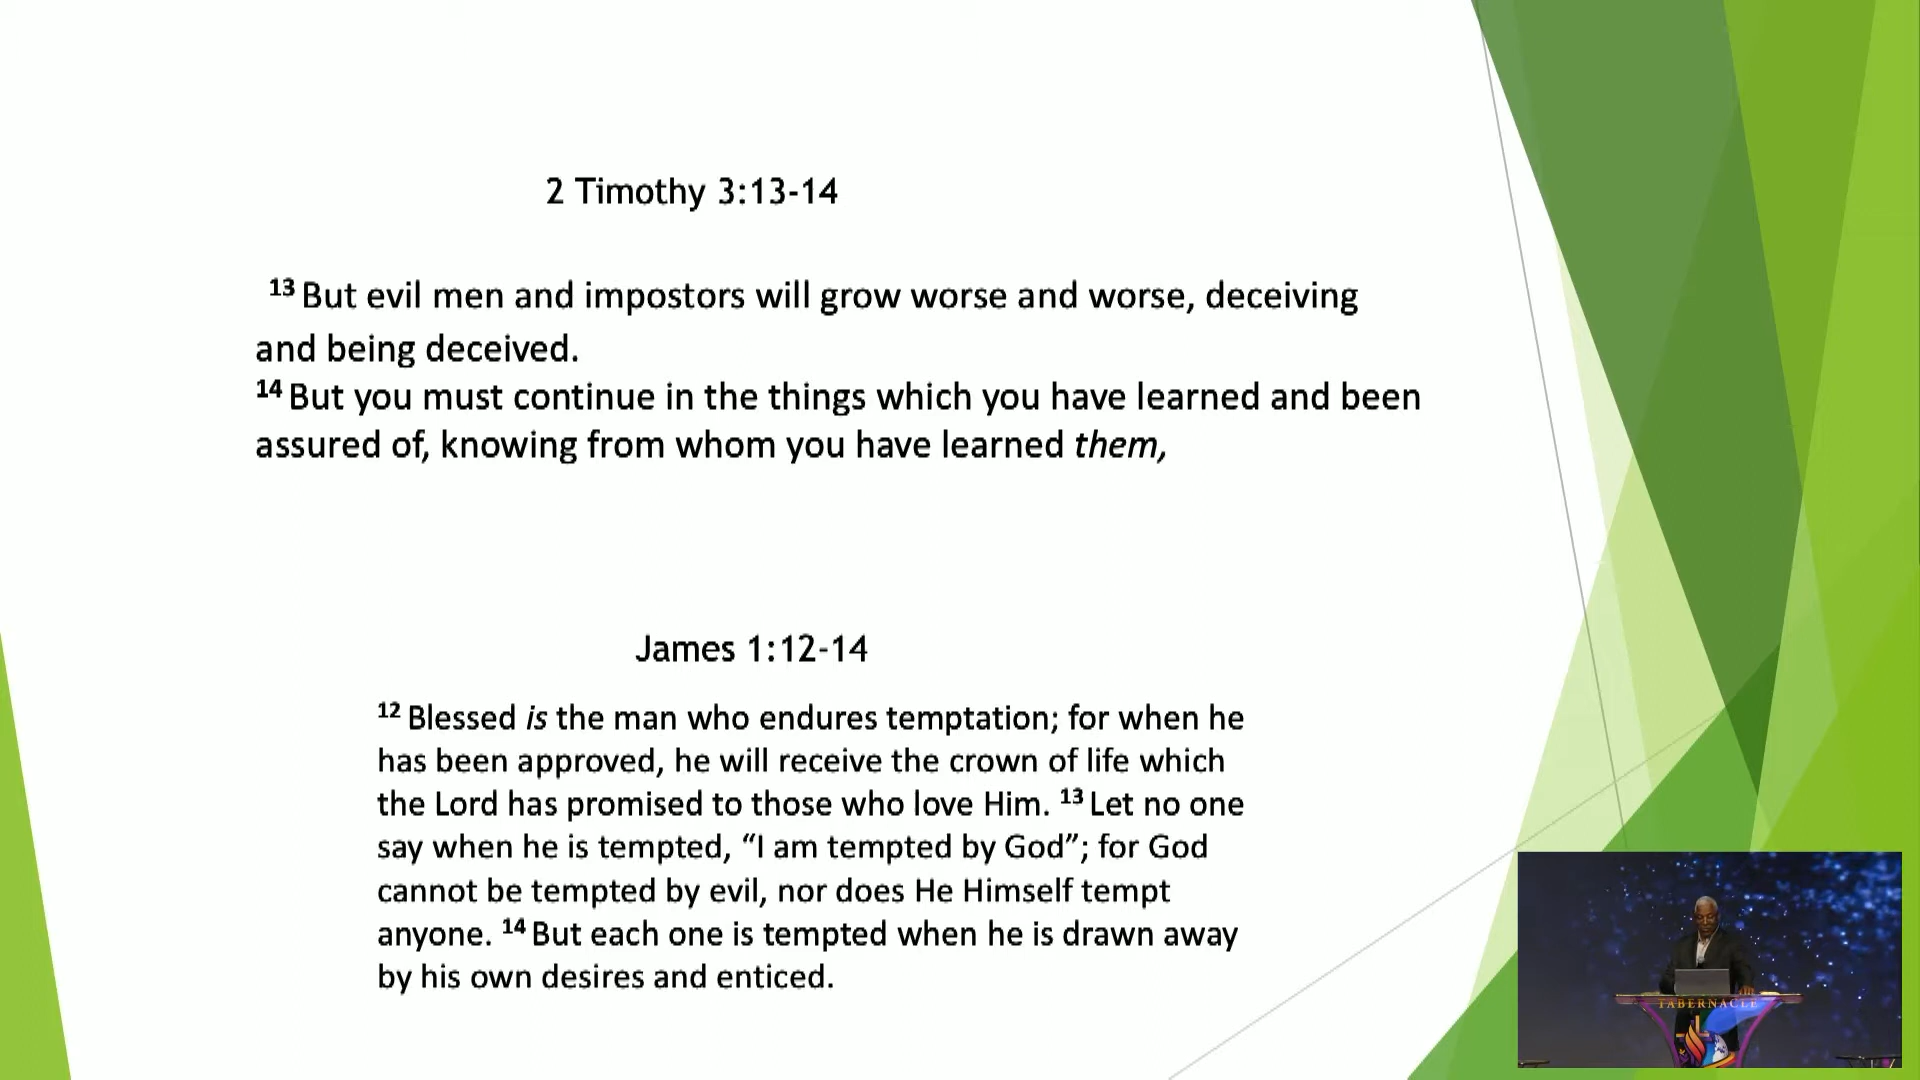 2 Timothy 3:13-14
13 But evil men and impostors will grow worse and worse, deceiving
and being deceived.
14 But you must continue in the things which you have learned and been
assured of, knowing from whom you have learned them,
James 1:12-14
12 Blessed is the man who endures temptation; for when he
has been approved, he will receive the crown of life which
the Lord has promised to those who love Him. 13 Let no one
say when he is tempted, “I am tempted by God”; for God
cannot be tempted by evil, nor does He Himself tempt
anyone. 14 But each one is tempted when he is drawn away
by his own desires and enticed.
TABERNACLE